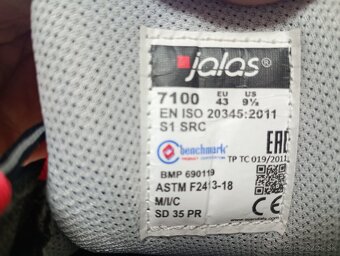 jalas®
7100 EU 43 US 9½
EN ISO 20345:2011
S1 SRC
benchmark
EAC
TP TC 019/2011
BMP 690119
ASTM F2413-18
M/I/C
SD 35 PR
CE